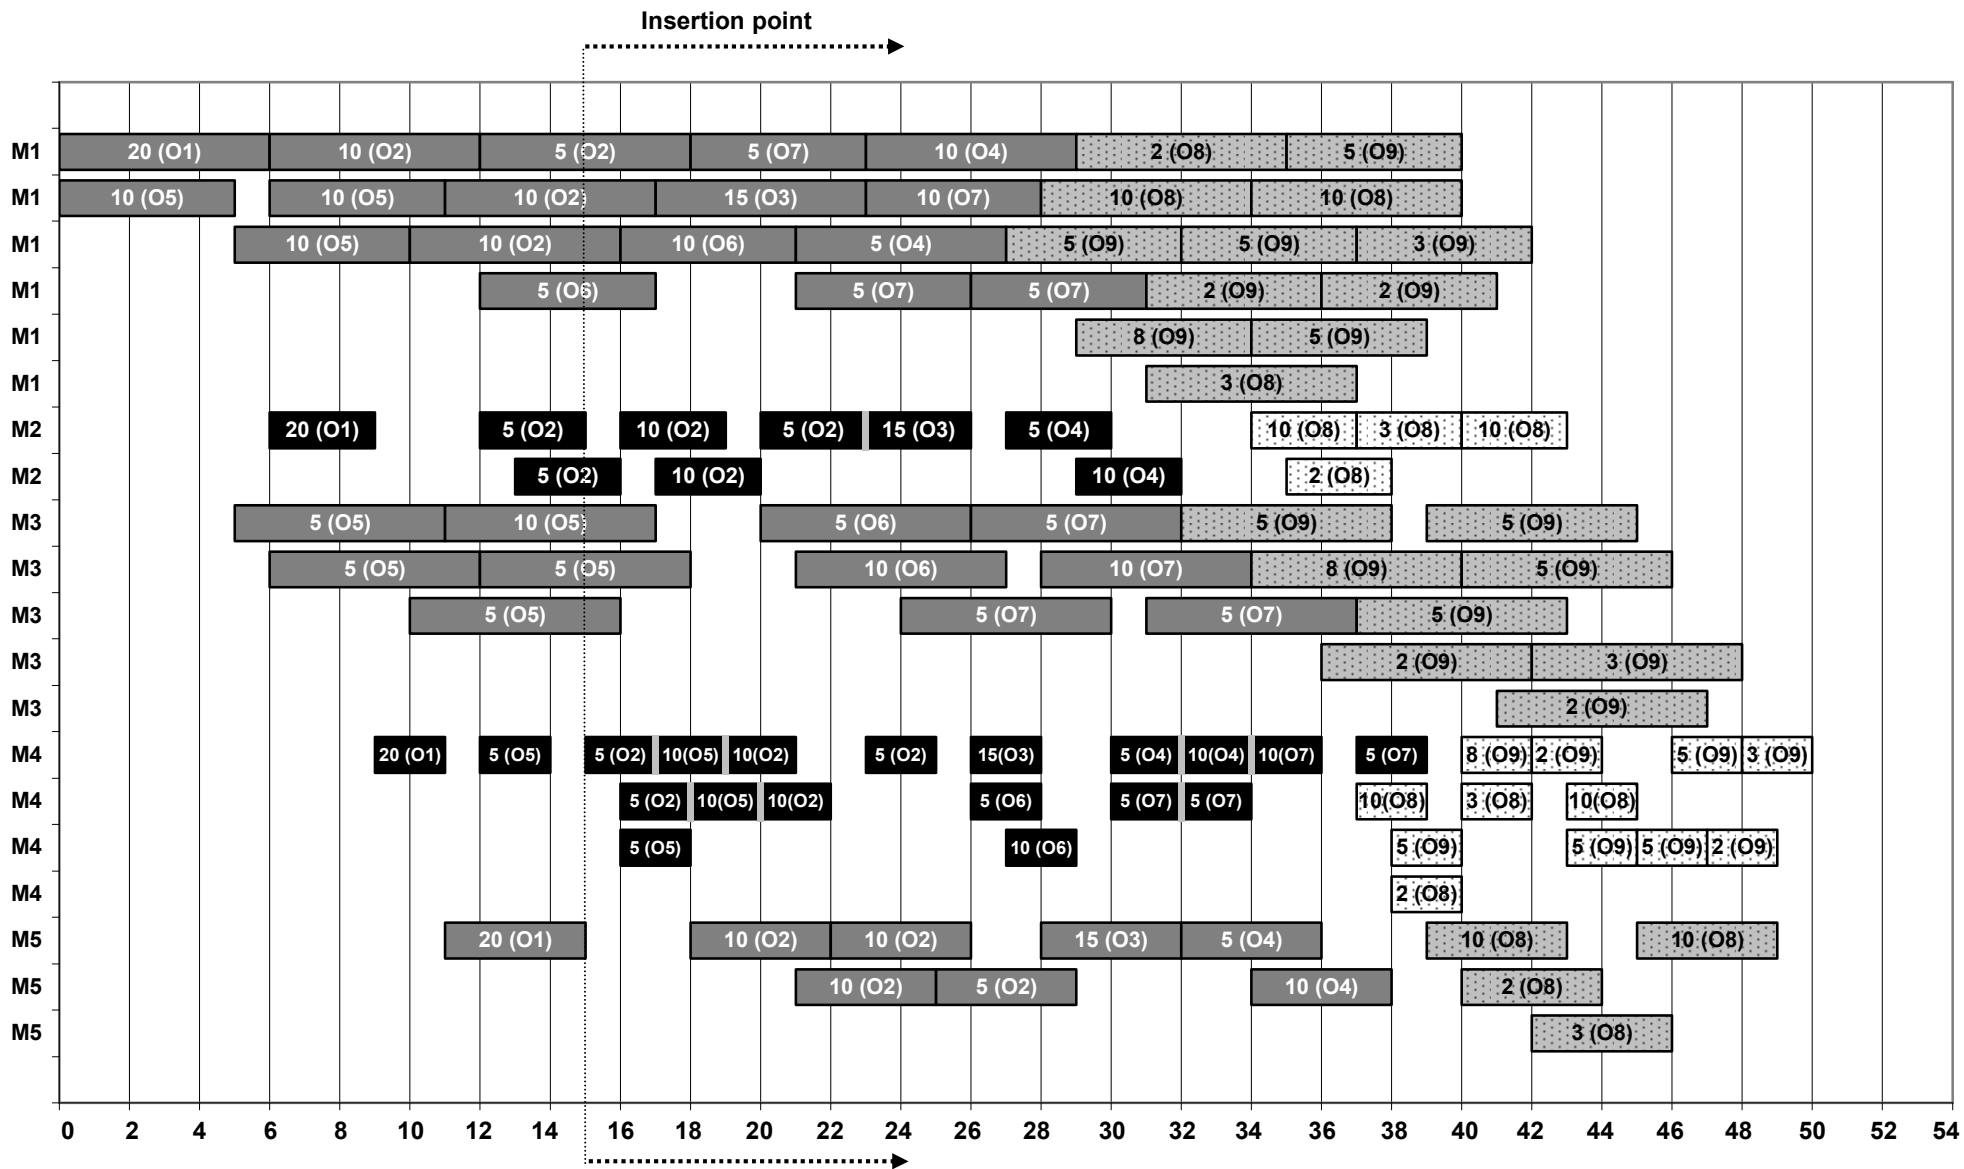 Insertion point
M1 20 (O1) 10 (O2) 5 (O2) 5 (O7) 10 (O4) 2 (O8) 5 (O9)
M1 10 (O5) 10 (O5) 10 (O2) 15 (O3) 10 (O7) 10 (O8) 10 (O8)
M1 10 (O5) 10 (O2) 10 (O6) 5 (O4) 5 (O9) 5 (O9) 3 (O9)
M1 5 (O6) 5 (O7) 5 (O7) 2 (O9) 2 (O9)
M1 8 (O9) 5 (O9)
M1 3 (O8)
M2 20 (O1) 5 (O2) 10 (O2) 5 (O2) 15 (O3) 5 (O4) 10 (O8) 3 (O8) 10 (O8)
M2 5 (O2) 10 (O2) 10 (O4) 2 (O8)
M3 5 (O5) 10 (O5) 5 (O6) 5 (O7) 5 (O9) 5 (O9)
M3 5 (O5) 5 (O5) 10 (O6) 10 (O7) 8 (O9) 5 (O9)
M3 5 (O5) 5 (O7) 5 (O7) 5 (O9)
M3 2 (O9) 3 (O9)
M3 2 (O9)
M4 20 (O1) 5 (O5) 5 (O2) 10(O5) 10(O2) 5 (O2) 15(O3) 5 (O4) 10(O4) 10(O7) 5 (O7) 8 (O9) 2 (O9) 5 (O9) 3 (O9)
M4 5 (O2) 10(O5) 10(O2) 5 (O6) 5 (O7) 5 (O7) 10(O8) 3 (O8) 10(O8)
M4 5 (O5) 10 (O6) 5 (O9) 5 (O9) 5 (O9) 2 (O9)
M4 2 (O8)
M5 20 (O1) 10 (O2) 10 (O2) 15 (O3) 5 (O4) 10 (O8) 10 (O8)
M5 10 (O2) 5 (O2) 10 (O4) 2 (O8)
M5 3 (O8)
0 2 4 6 8 10 12 14 16 18 20 22 24 26 28 30 32 34 36 38 40 42 44 46 48 50 52 54